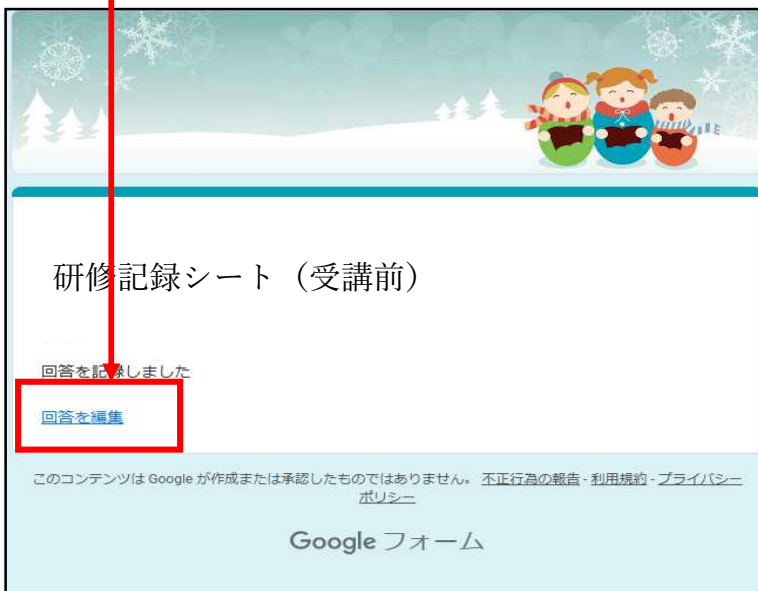 研修記録シート（受講前）
回答を記録しました
回答を編集
このコンテンツは Google が作成または承認したものではありません。 不正行為の報告 - 利用規約 - プライバシー
ポリシー
Google フォーム